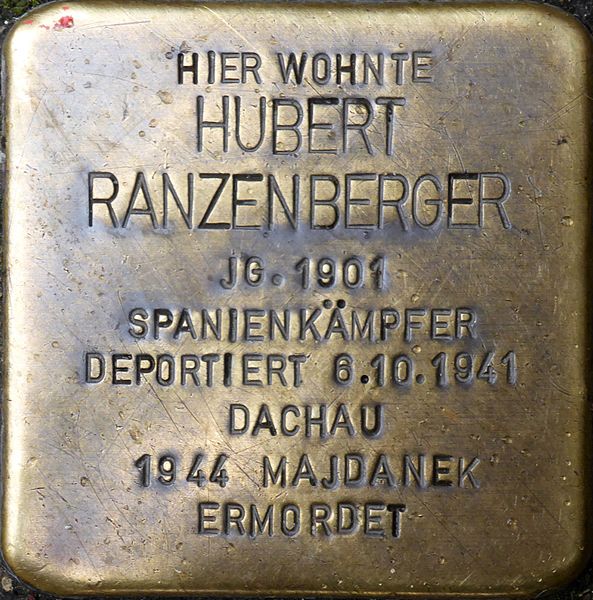 HIER WOHNTE
HUBERT
RANZENBERGER
JG. 1901
SPANIENKÄMPFER
DEPORTIERT 6.10.1941
DACHAU
1944 MAJDANEK
ERMORDET